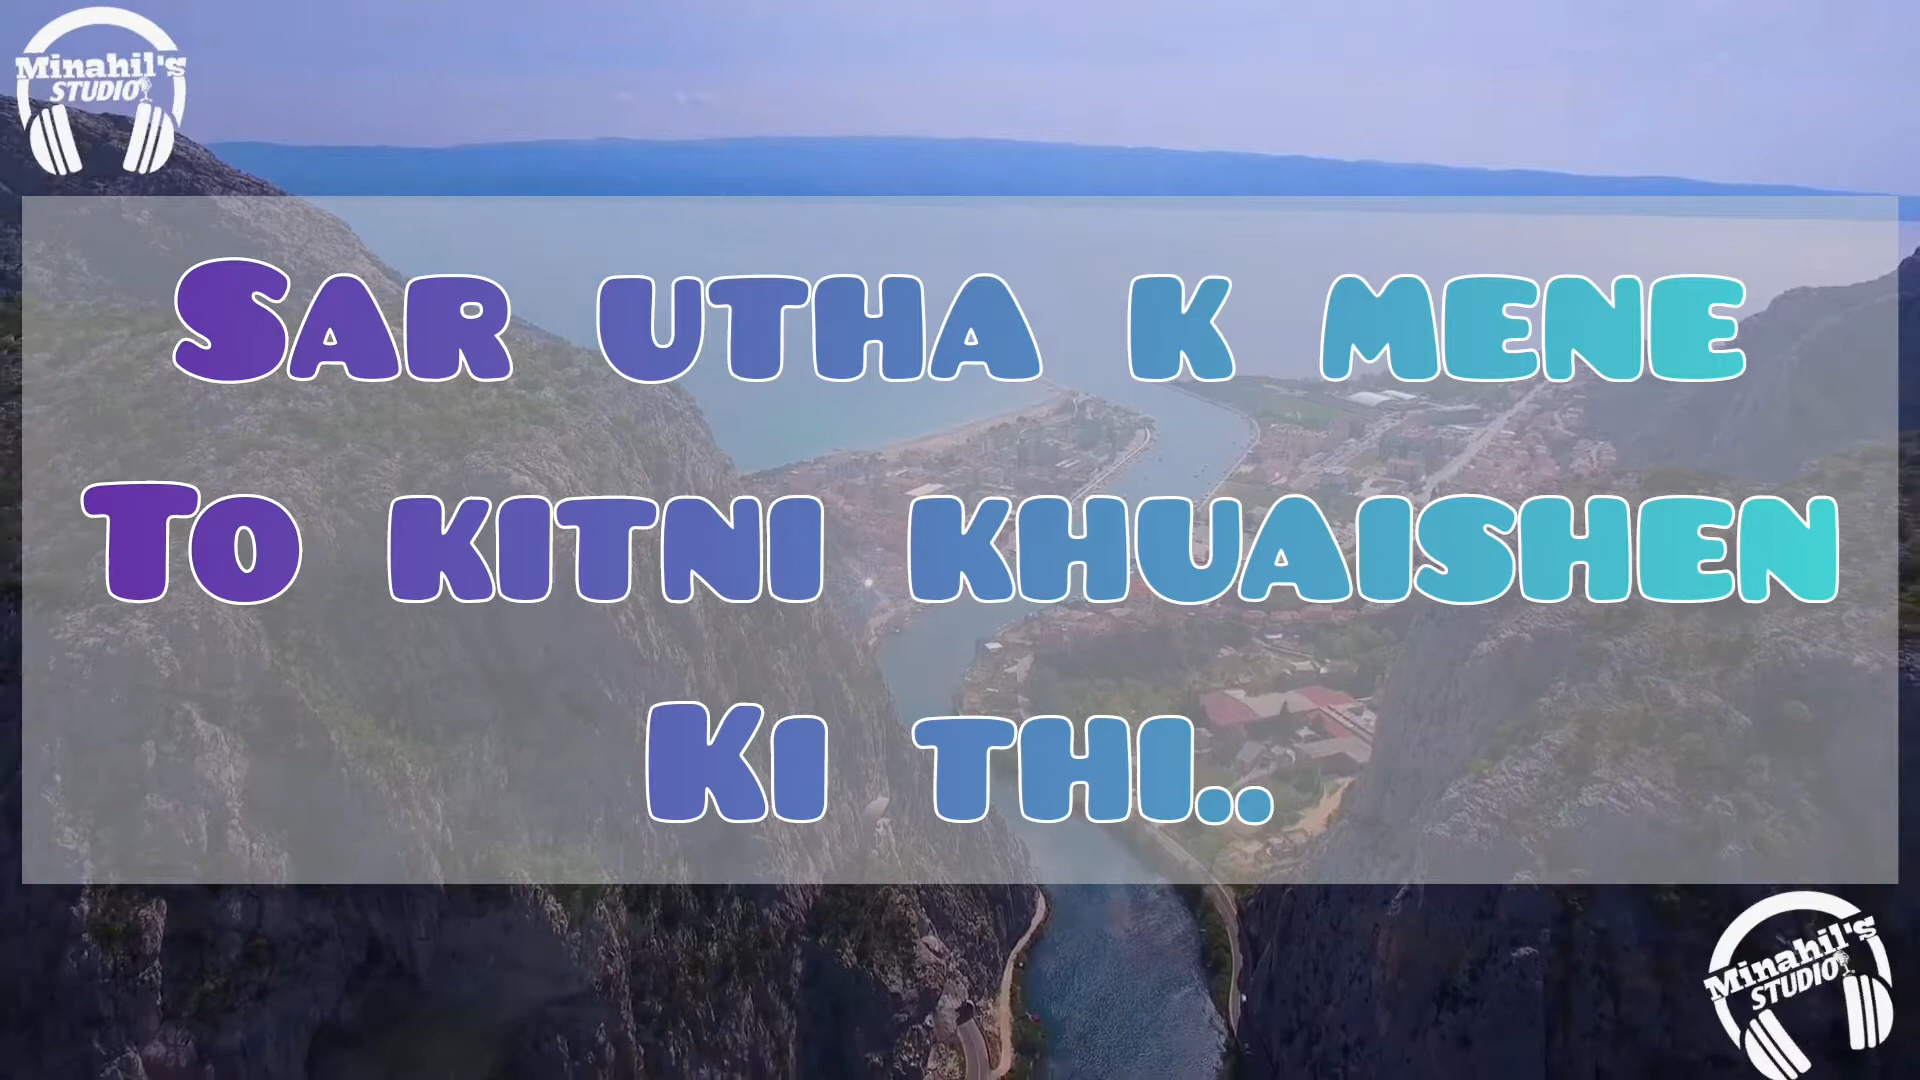 Minahil's
STUDIO
SAR UTHA K MENE
TO KITNI KHUAISHEN
KI THI..
Minahil's
STUDIO